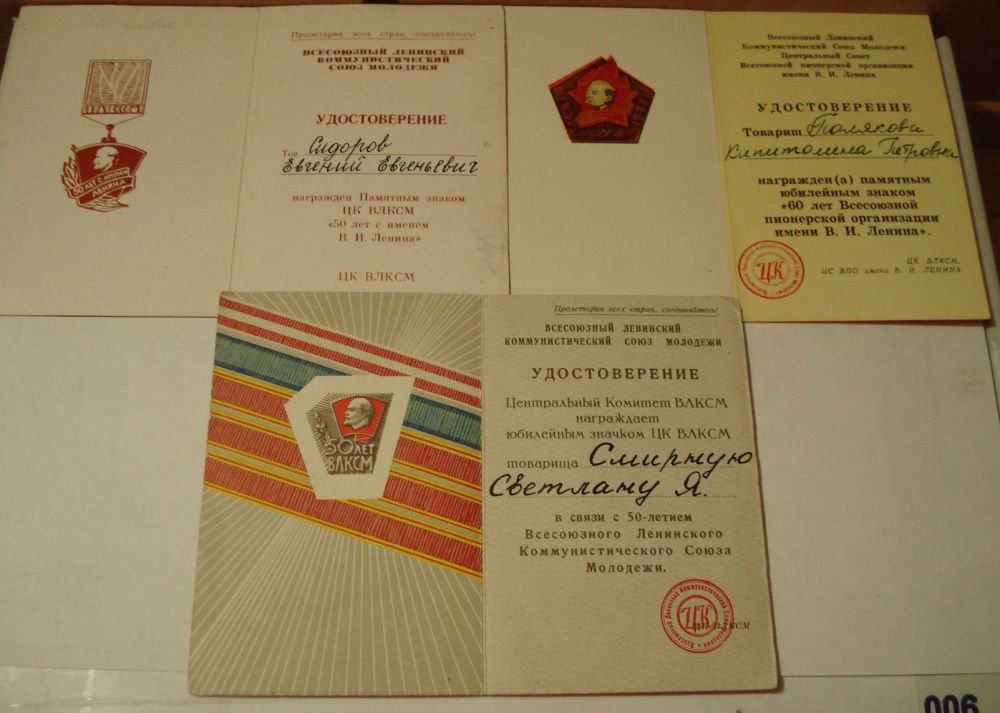 50 ЛЕТ С ИМЕНЕМ
ЛЕНИНА
Пролетарии всех стран, соединяйтесь!
ВСЕСОЮЗНЫЙ ЛЕНИНСКИЙ
КОММУНИСТИЧЕСКИЙ
СОЮЗ МОЛОДЕЖИ
УДОСТОВЕРЕНИЕ
Тов. Сидоров
Евгений Евгеньевич
награжден Памятным знаком
ЦК ВЛКСМ
«50 лет с именем
В. И. Ленина»
ЦК ВЛКСМ
Всесоюзный Ленинский
Коммунистический Союз Молодежи
Центральный Совет
Всесоюзной пионерской организации
имени В. И. Ленина
УДОСТОВЕРЕНИЕ
Товарищ Полякова
Капитолина Петровна
награжден(а) памятным
юбилейным знаком
«60 лет Всесоюзной
пионерской организации
имени В. И. Ленина».
ЦК
ЦК ВЛКСМ,
ЦС ВПО имени В. И. ЛЕНИНА
50 ЛЕТ
ВЛКСМ
Пролетарии всех стран, соединяйтесь!
ВСЕСОЮЗНЫЙ ЛЕНИНСКИЙ
КОММУНИСТИЧЕСКИЙ СОЮЗ МОЛОДЕЖИ
УДОСТОВЕРЕНИЕ
Центральный Комитет ВЛКСМ
награждает
юбилейным значком ЦК ВЛКСМ
товарища Смирную
Светлану Я.
в связи с 50-летием
Всесоюзного Ленинского
Коммунистического Союза
Молодежи.
ЦК
ЦК ВЛКСМ
006